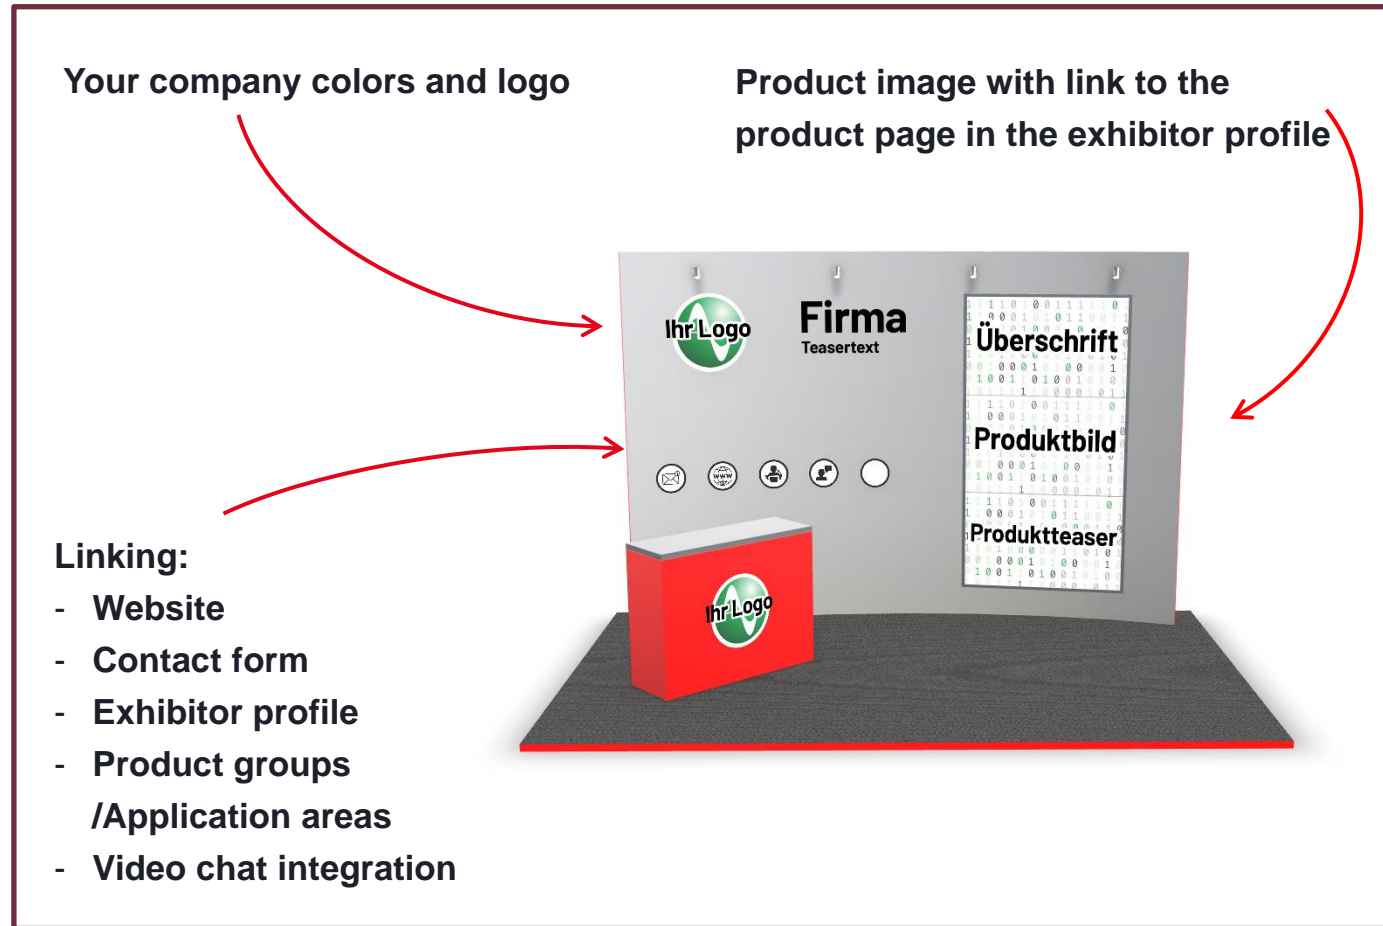 Your company colors and logo
Product image with link to the
product page in the exhibitor profile
Ihr Logo
Firma
Teasertext
Überschrift
Produktbild
Produktteaser
www
Ihr Logo
Linking:
- Website
- Contact form
- Exhibitor profile
- Product groups
/Application areas
- Video chat integration